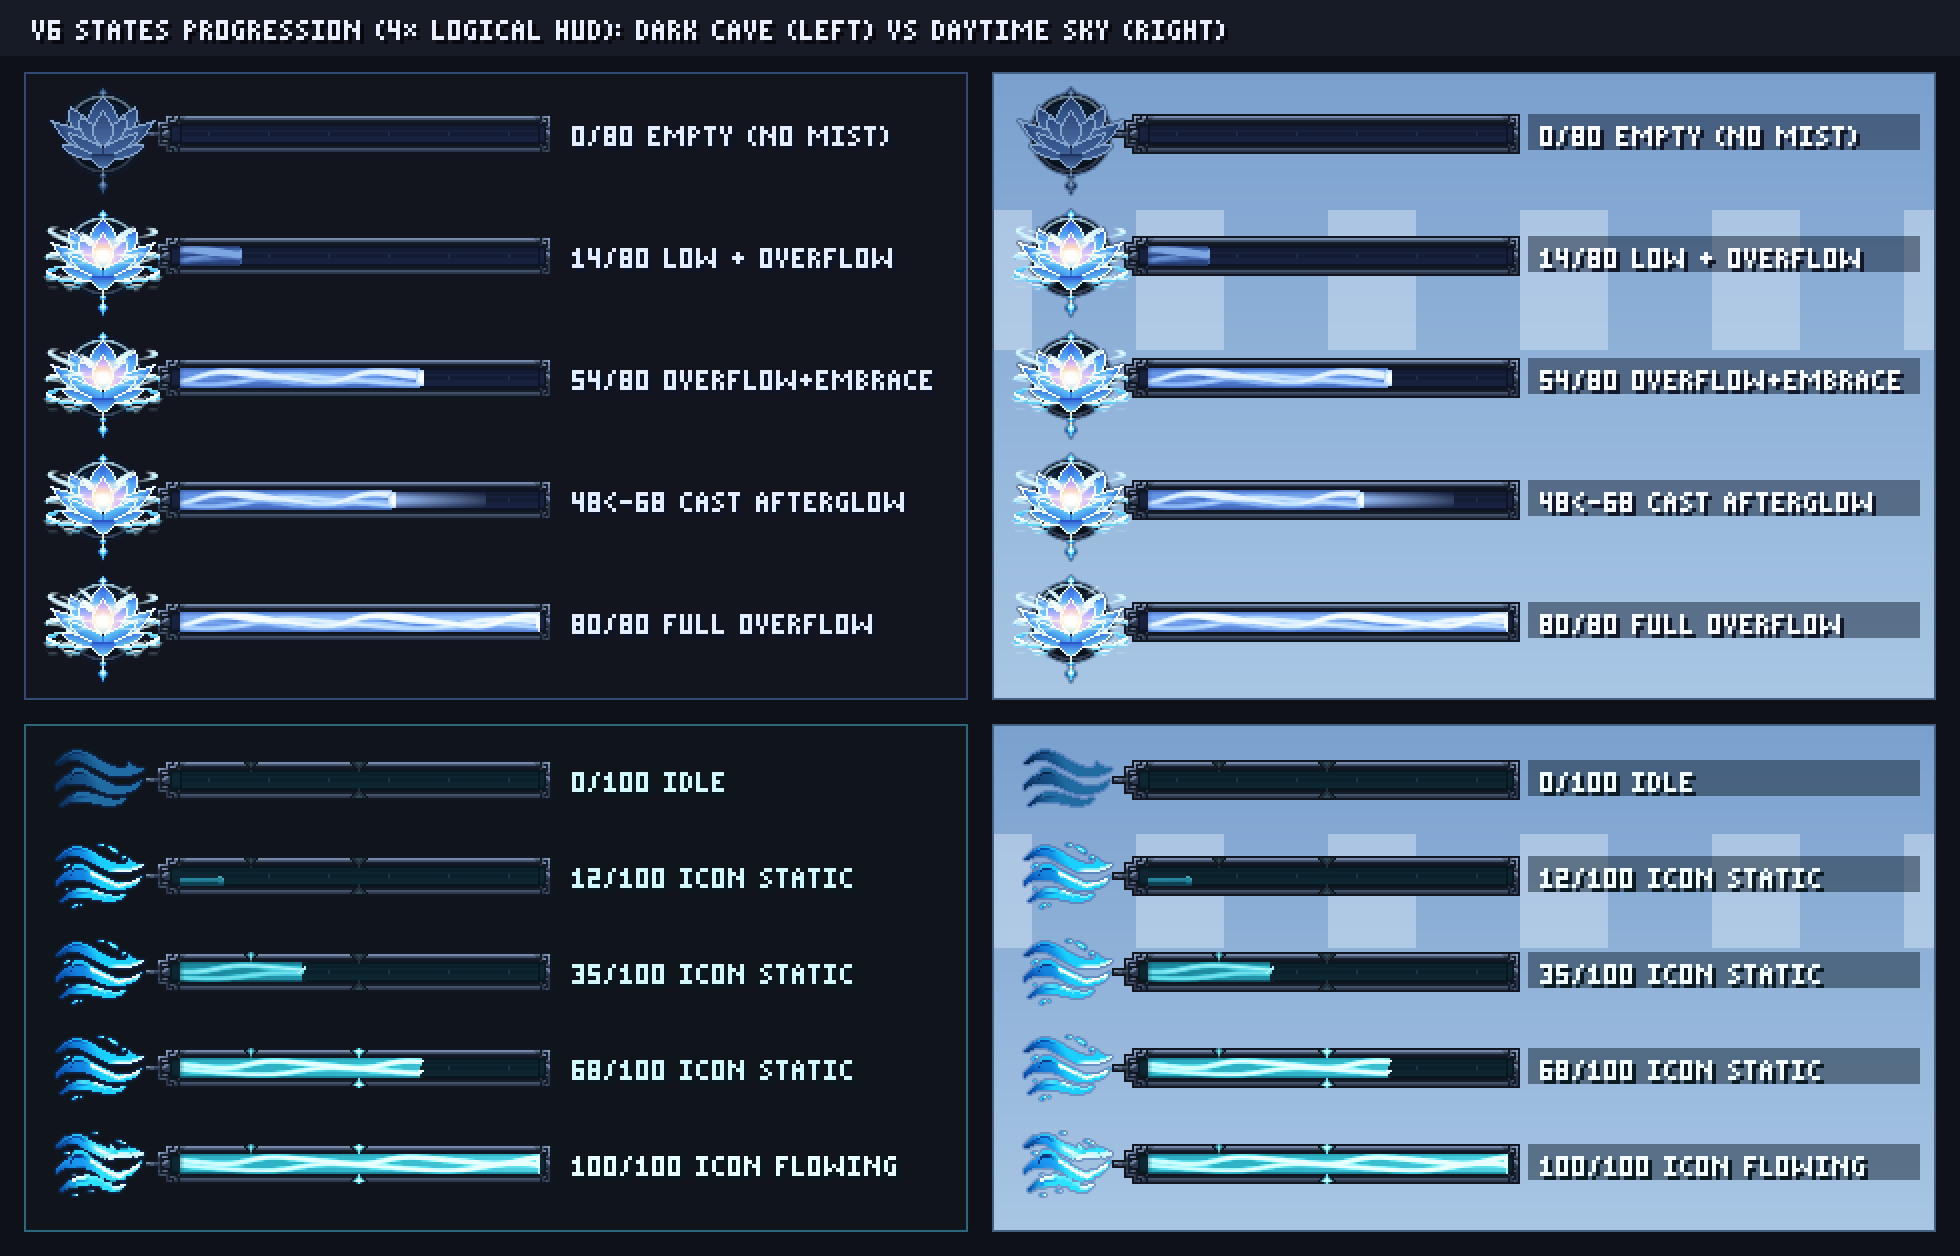 V6 STATES PROGRESSION (4× LOGICAL HUD): DARK CAVE (LEFT) VS DAYTIME SKY (RIGHT)
0/80 EMPTY (NO MIST)
14/80 LOW + OVERFLOW
54/80 OVERFLOW+EMBRACE
48<-68 CAST AFTERGLOW
80/80 FULL OVERFLOW
0/80 EMPTY (NO MIST)
14/80 LOW + OVERFLOW
54/80 OVERFLOW+EMBRACE
48<-68 CAST AFTERGLOW
80/80 FULL OVERFLOW
0/100 IDLE
12/100 ICON STATIC
35/100 ICON STATIC
68/100 ICON STATIC
100/100 ICON FLOWING
0/100 IDLE
12/100 ICON STATIC
35/100 ICON STATIC
68/100 ICON STATIC
100/100 ICON FLOWING